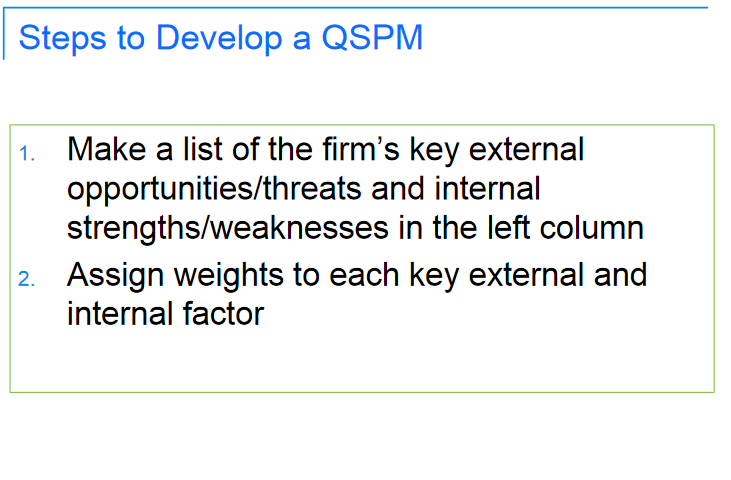 Steps to Develop a QSPM
1. Make a list of the firm’s key external
opportunities/threats and internal
strengths/weaknesses in the left column
2. Assign weights to each key external and
internal factor